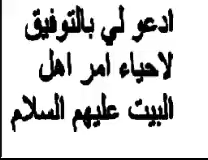 ادعو لي بالتوفيق
لاحياء امر اهل
البيت عليهم السلام